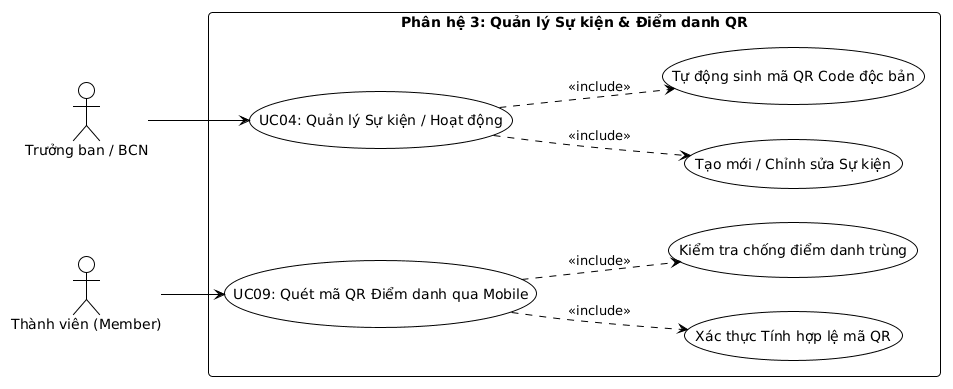 Phân hệ 3: Quản lý Sự kiện & Điểm danh QR
Trưởng ban / BCN
UC04: Quản lý Sự kiện / Hoạt động
«include»
Tự động sinh mã QR Code độc bản
«include»
Tạo mới / Chỉnh sửa Sự kiện
Thành viên (Member)
UC09: Quét mã QR Điểm danh qua Mobile
«include»
Kiểm tra chống điểm danh trùng
«include»
Xác thực Tính hợp lệ mã QR